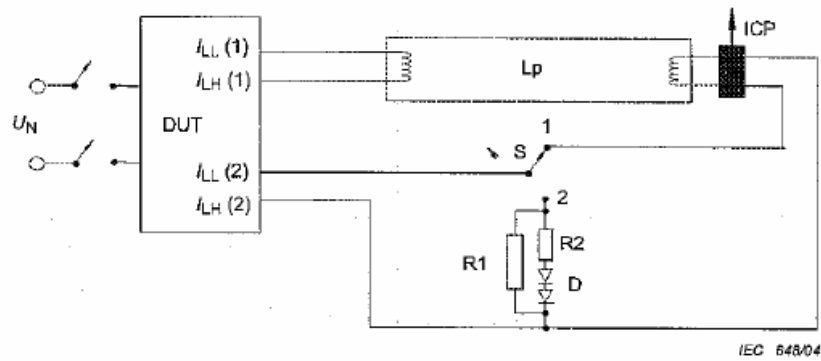 I_LL (1)
I_LH (1)
U_N
DUT
I_LL (2)
I_LH (2)
Lp
ICP
1
S
2
R1
R2
D
IEC 648/04